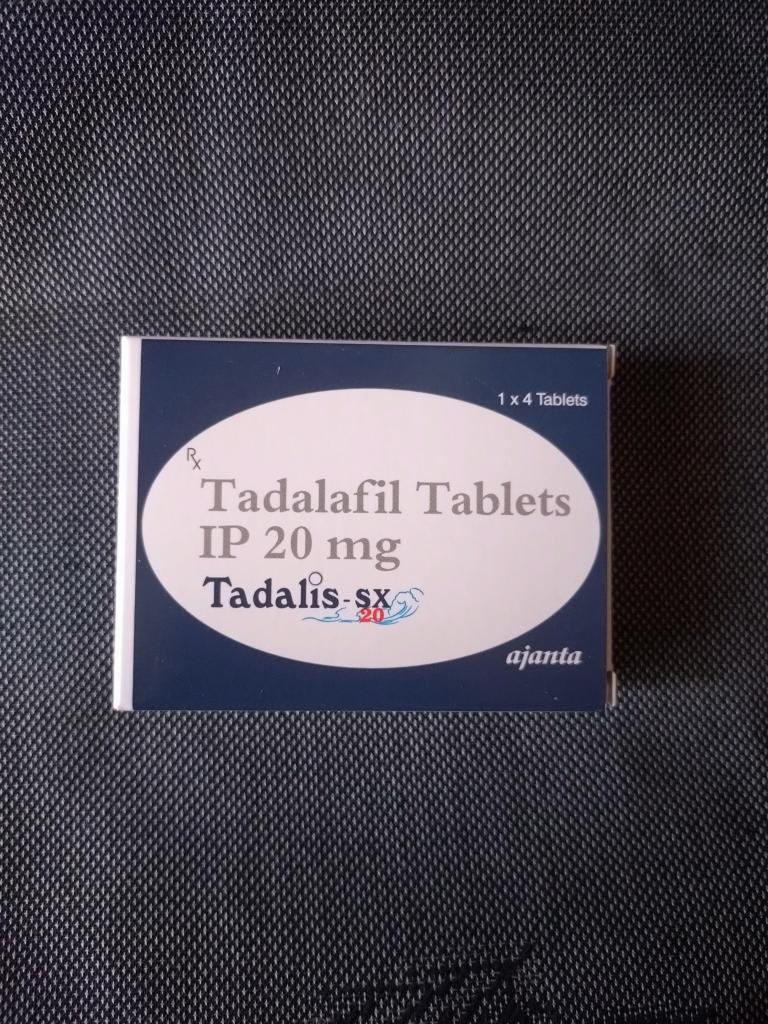 1 x 4 Tablets
Rx
Tadalafil Tablets
IP 20 mg
Tadalis-sx
20
ajanta